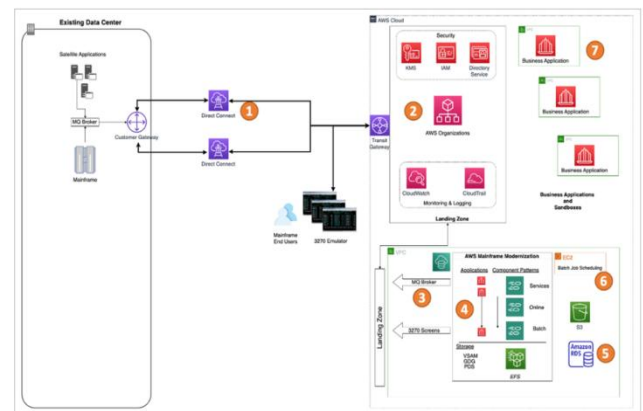 Existing Data Center
Satellite Applications
MQ Broker
Mainframe
Customer Gateway
Direct Connect
1
Direct Connect
Mainframe
End Users
3270 Emulator
Transit
Gateway
AWS Cloud
Security
KMS
IAM
Directory
Service
2
AWS Organizations
CloudWatch
CloudTrail
Monitoring & Logging
Landing Zone
Business Application
7
Business Application
Business Application
Business Applications
and
Sandboxes
VPC
Landing Zone
MQ Broker
3
3270 Screens
AWS Mainframe Modernization
Applications
Component Patterns
4
Services
Online
Batch
Storage
VSAM
GDG
PDS
EFS
EC2
Batch Job Scheduling
6
S3
Amazon
RDS
5